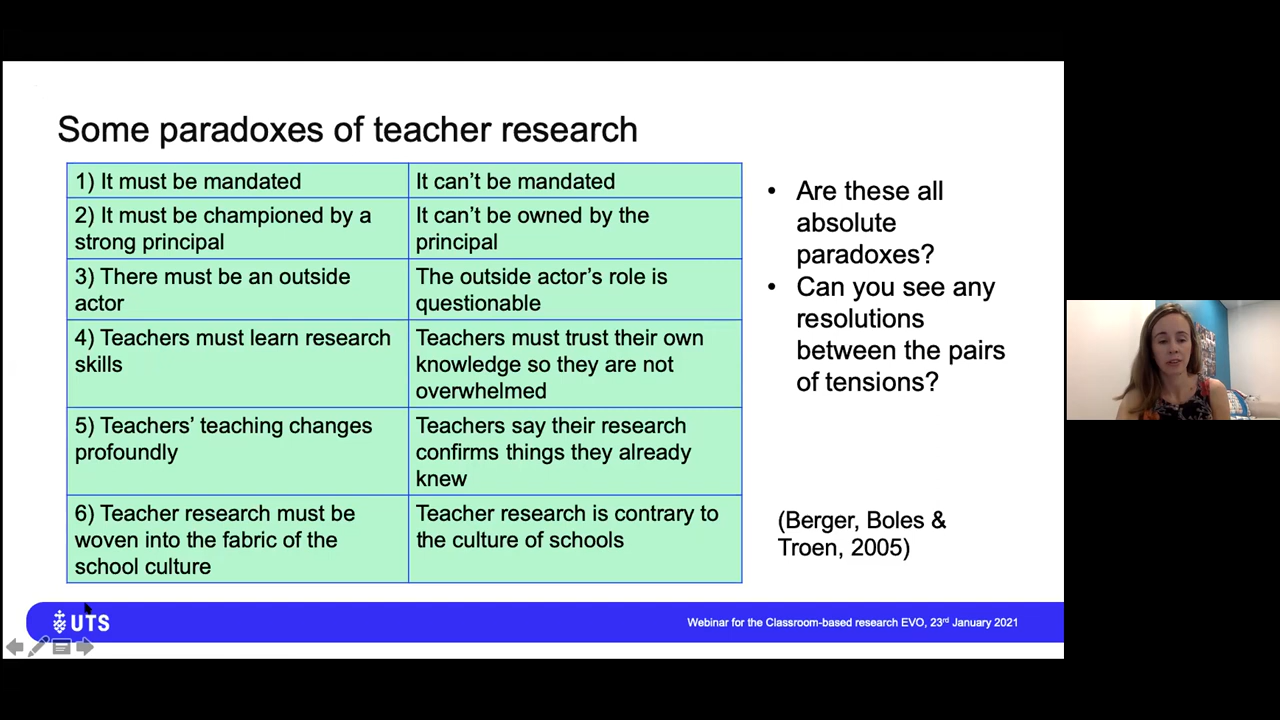 Some paradoxes of teacher research
1) It must be mandated
It can’t be mandated
2) It must be championed by a
strong principal
It can’t be owned by the
principal
3) There must be an outside
actor
The outside actor’s role is
questionable
4) Teachers must learn research
skills
Teachers must trust their own
knowledge so they are not
overwhelmed
5) Teachers’ teaching changes
profoundly
Teachers say their research
confirms things they already
knew
6) Teacher research must be
woven into the fabric of the
school culture
Teacher research is contrary to
the culture of schools
• Are these all
absolute
paradoxes?
• Can you see any
resolutions
between the pairs
of tensions?
(Berger, Boles &
Troen, 2005)
UTS
Webinar for the Classroom-based research EVO, 23rd January 2021